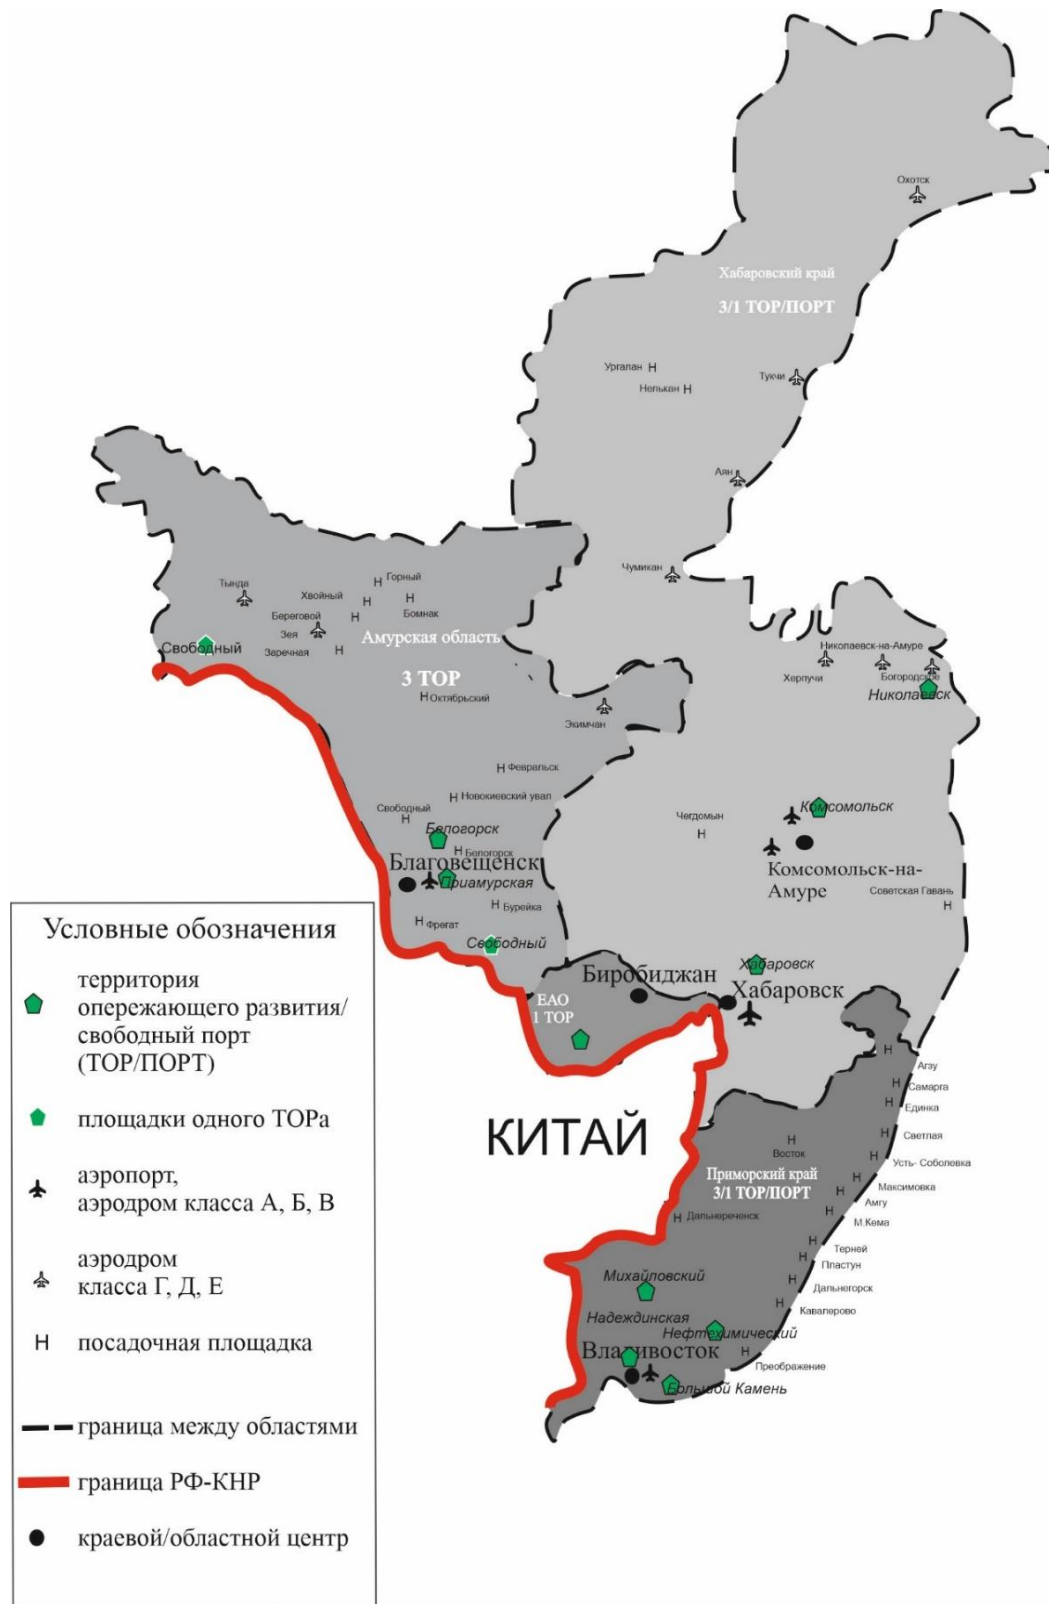 Охотск
Хабаровский край
3/1 ТОР/ПОРТ
Ургалан
Нелькан
Тукчи
Аян
Чумикан
Тында
Горный
Хвойный
Бомнак
Береговой
Зея
Заречная
Амурская область
Свободный
3 ТОР
Октябрьский
Николаевск-на-Амуре
Херпучи
Богородское
Николаевск
Экимчан
Февральск
Новокиевский увал
Свободный
Белогорск
Белогорск
Благовещенск
Приамурская
Бурейка
Фрегат
Свободный
Комсомольск
Чегдомын
Комсомольск-на-
Амуре
Советская Гавань
Хабаровск
Биробиджан
Хабаровск
ЕАО
1 ТОР
КИТАЙ
Агзу
Самарга
Единка
Светлая
Усть- Соболевка
Максимовка
Амгу
М.Кема
Терней
Пластун
Дальнегорск
Кавалерово
Преображение
Восток
Приморский край
3/1 ТОР/ПОРТ
Дальнереченск
Михайловский
Надеждинская
Нефтехимический
Владивосток
Большой Камень
Условные обозначения
территория
опережающего развития/
свободный порт
(ТОР/ПОРТ)
площадки одного ТОРа
аэропорт,
аэродром класса А, Б, В
аэродром
класса Г, Д, Е
H посадочная площадка
граница между областями
граница РФ-КНР
краевой/областной центр